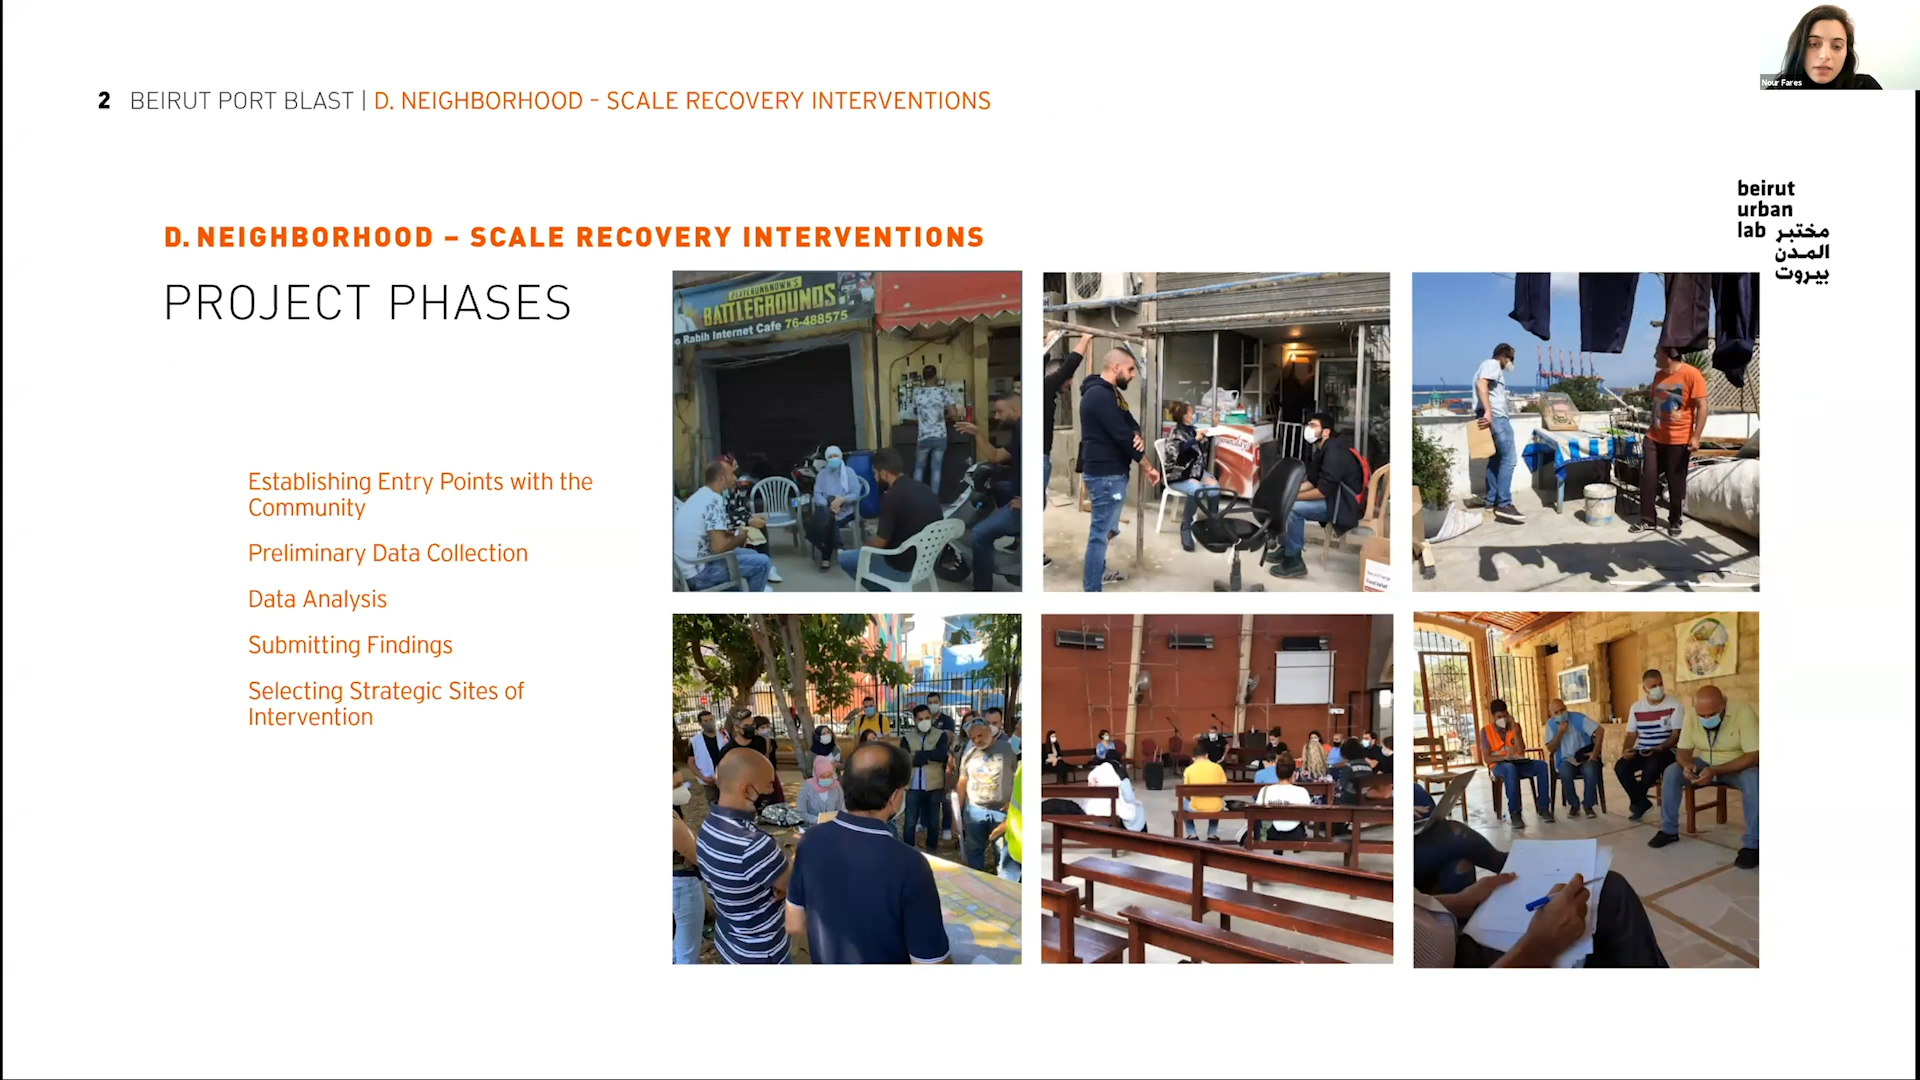 Nour Fares
2 BEIRUT PORT BLAST | D. NEIGHBORHOOD – SCALE RECOVERY INTERVENTIONS
beirut
urban
lab مختبر
المدن
بيروت
D. NEIGHBORHOOD – SCALE RECOVERY INTERVENTIONS
PROJECT PHASES
Establishing Entry Points with the
Community
Preliminary Data Collection
Data Analysis
Submitting Findings
Selecting Strategic Sites of
Intervention
PLAYERUNKNOWN'S
BATTLEGROUNDS
Rabih Internet Cafe 76-488575